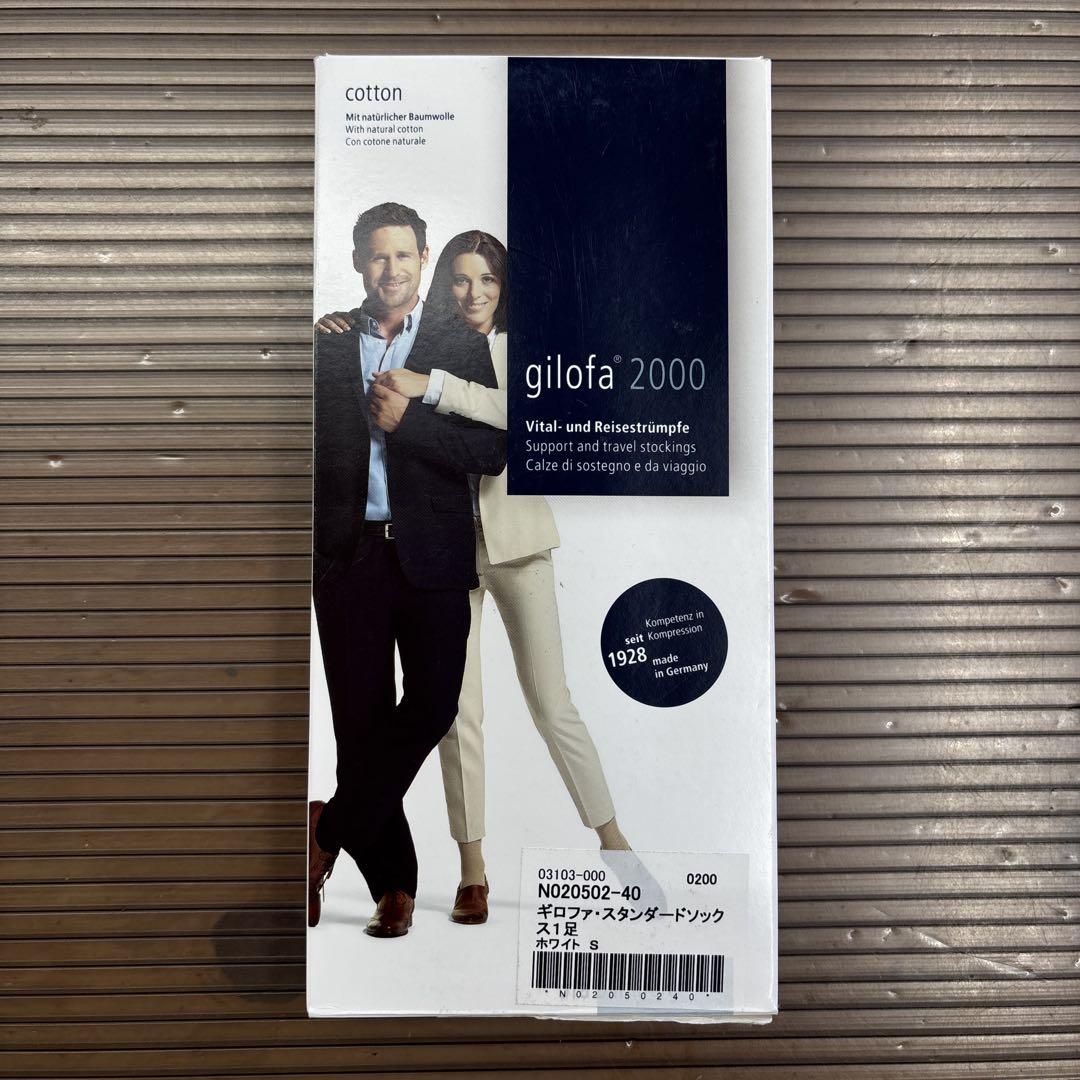 cotton
Mit natürlicher Baumwolle
With natural cotton
Con cotone naturale
gilofa® 2000
Vital- und Reisestrümpfe
Support and travel stockings
Calze di sostegno e da viaggio
Kompetenz in
seit Kompression
1928 made
in Germany
03103-000 0200
N020502-40
ギロファ・スタンダードソック
ス1足
ホワイト S
*N02050240*